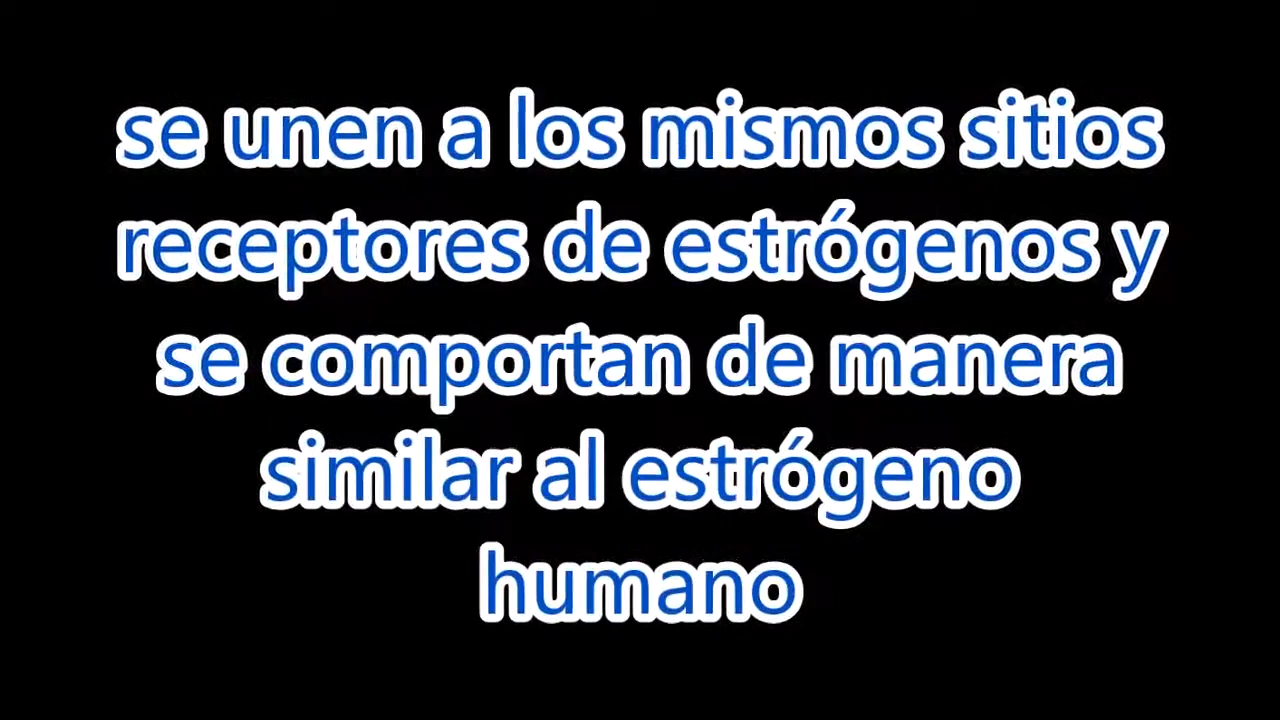 se unen a los mismos sitios
receptores de estrógenos y
se comportan de manera
similar al estrógeno
humano